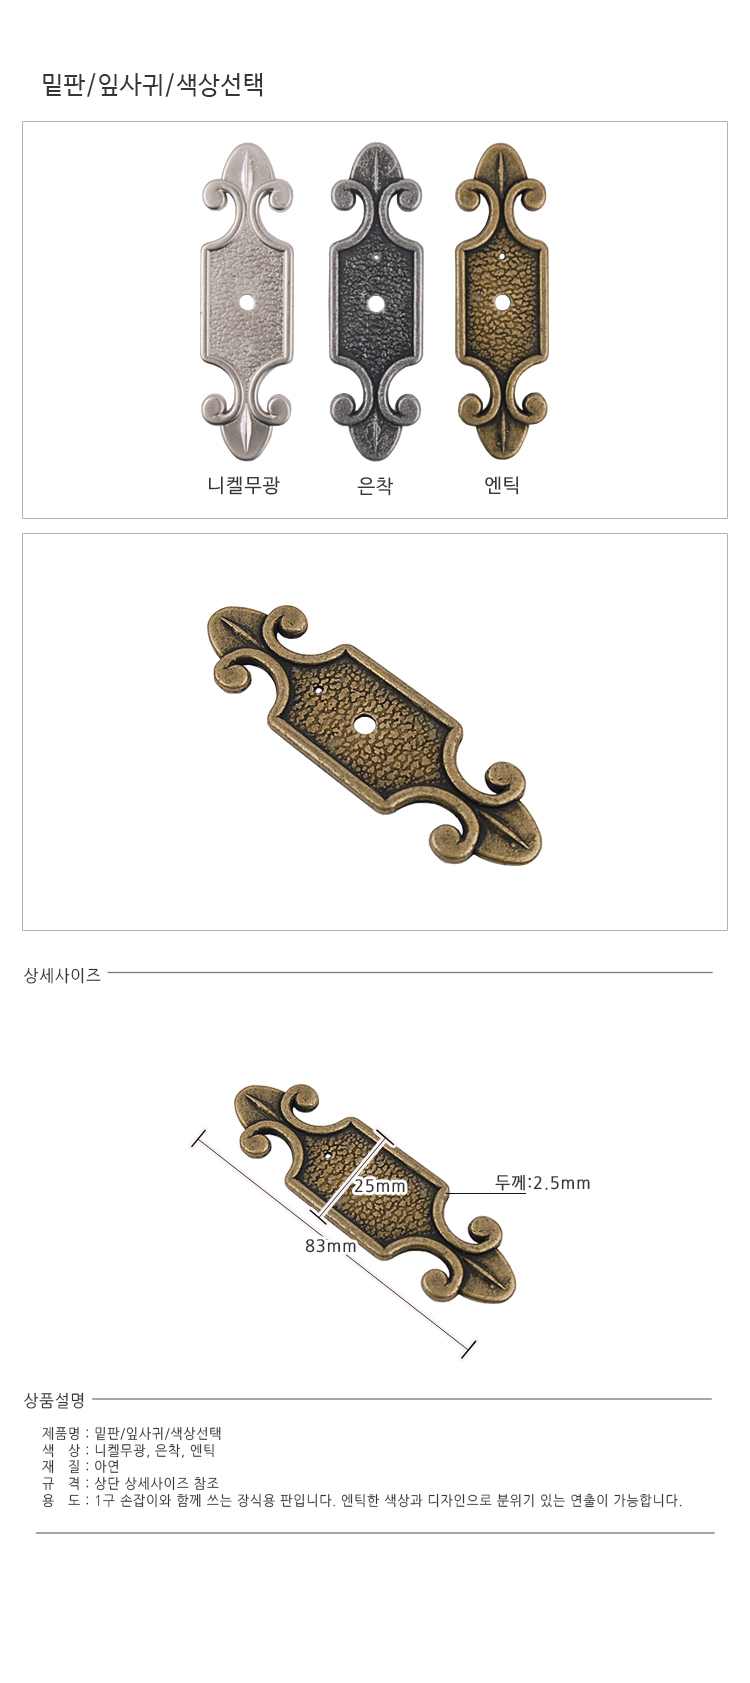 밑판/잎사귀/색상선택
니켈무광
은착
엔틱
상세사이즈
두께:2.5mm
25mm
83mm
상품설명
제품명 : 밑판/잎사귀/색상선택
색 상 : 니켈무광, 은착, 엔틱
재 질 : 아연
규 격 : 상단 상세사이즈 참조
용 도 : 1구 손잡이와 함께 쓰는 장식용 판입니다. 엔틱한 색상과 디자인으로 분위기 있는 연출이 가능합니다.